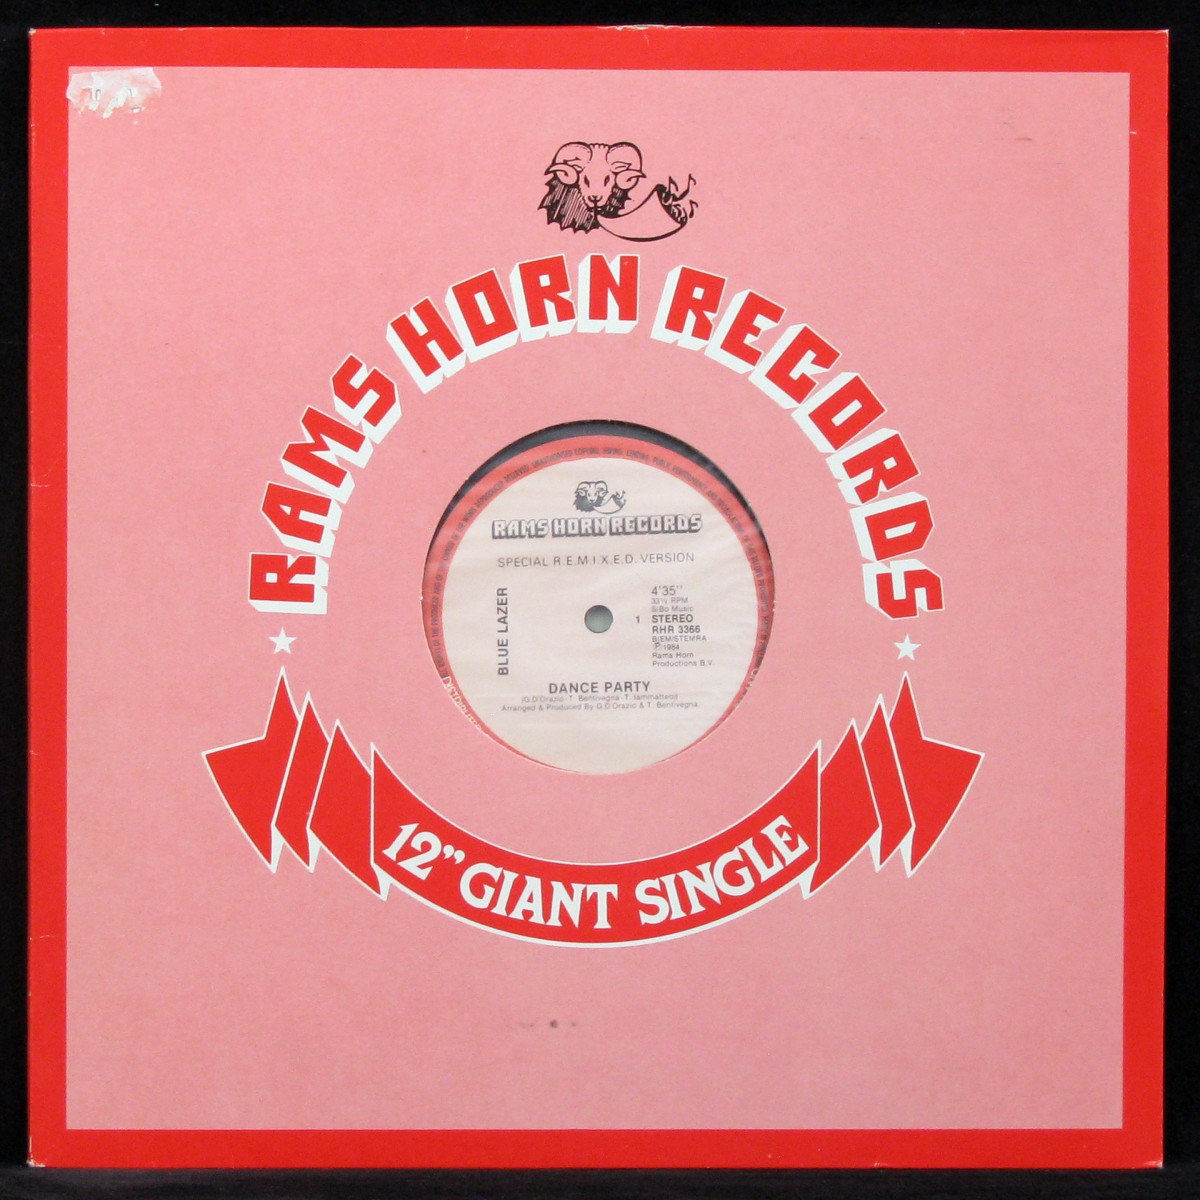 RAMS HORN RECORDS
RAMS HORN RECORDS
SPECIAL R.E.M.I.X.E.D. VERSION
BLUE LAZER
4'35''
33⅓ RPM
SiBo Music
1 STEREO
RHR 3366
BIEM/STEMRA
℗ 1984
Rams Horn
Productions B.V.
DANCE PARTY
(G.D'Orazio T. Bentivegna T. Iammatteo)
Arranged & Produced By G.D'Orazio & T. Bentivegna
12” GIANT SINGLE